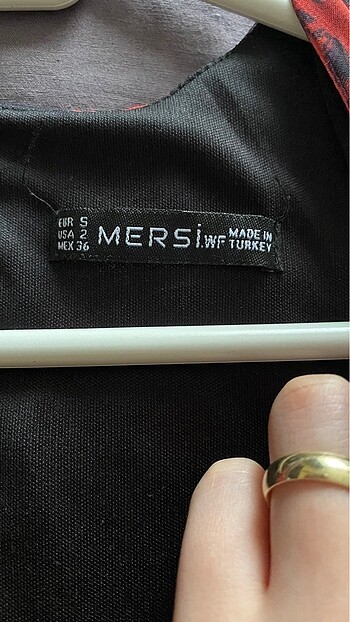 EUR S
USA 2
MEX 36
MERSİ.WF
MADE IN
TURKEY